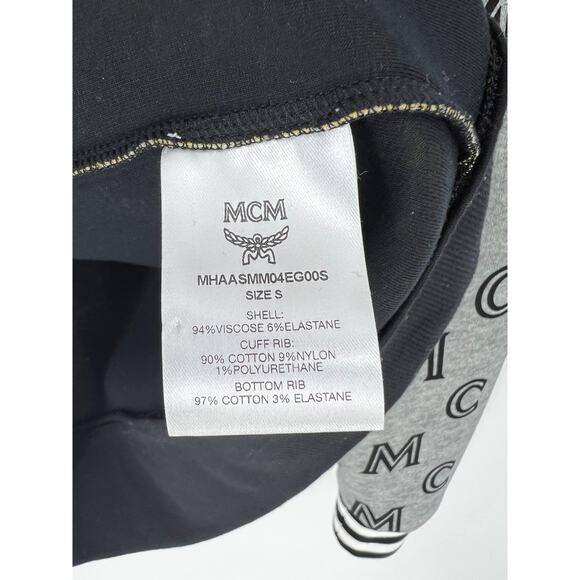 MCM
MHAASMM04EG00S
SIZE S
SHELL:
94%VISCOSE 6%ELASTANE
CUFF RIB:
90% COTTON 9%NYLON
1%POLYURETHANE
BOTTOM RIB
97% COTTON 3% ELASTANE
C
I
C
M
C
M